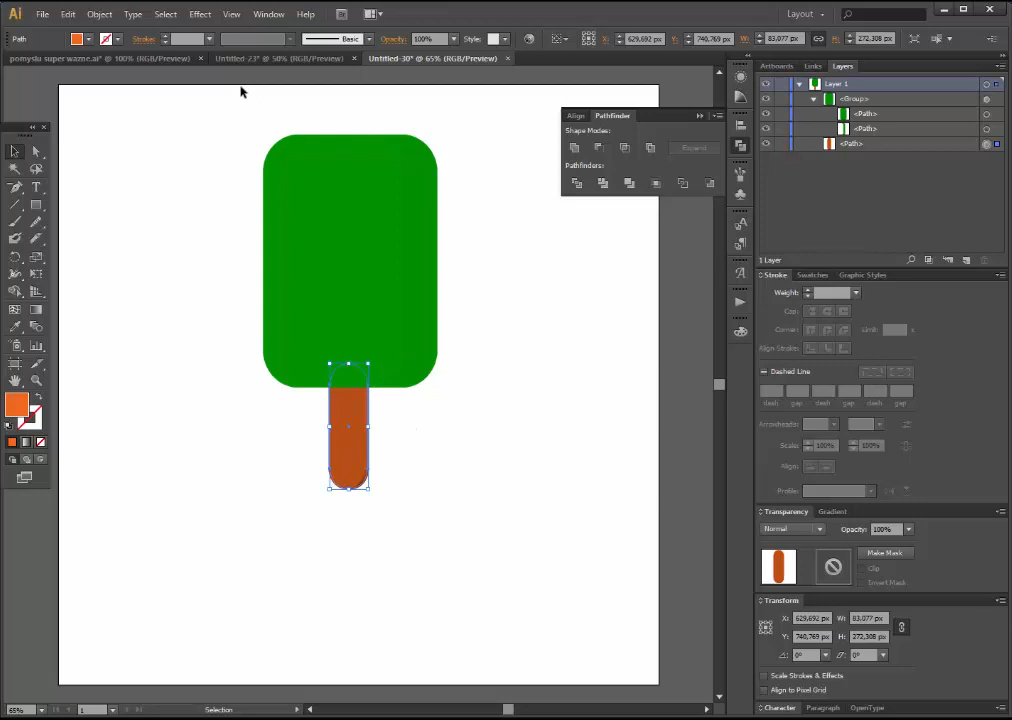 Ai File Edit Object Type Select Effect View Window Help Layout
Path Stroke: Basic Opacity: 100% Style: X: 629,692 px Y: 740,769 px W: 83,077 px H: 272,308 px
pomyslu super wazne.ai* @ 100% (RGB/Preview) × Untitled-23* @ 50% (RGB/Preview) × Untitled-30* @ 65% (RGB/Preview) ×
Artboards Links Layers
Layer 1
<Group>
<Path>
<Path>
<Path>
Align Pathfinder
Shape Modes:
Expand
Pathfinders:
1 Layer
Stroke Swatches Graphic Styles
Weight:
Cap:
Corner: Limit: x
Align Stroke:
Dashed Line
dash gap dash gap dash gap
Arrowheads:
Scale: 100% 100%
Align:
Profile:
Transparency Gradient
Normal Opacity: 100%
Make Mask
Clip
Invert Mask
Transform
X: 629,692 px W: 83,077 px
Y: 740,769 px H: 272,308 px
0° 0°
Scale Strokes & Effects
Align to Pixel Grid
Character Paragraph OpenType
65% 1 Selection